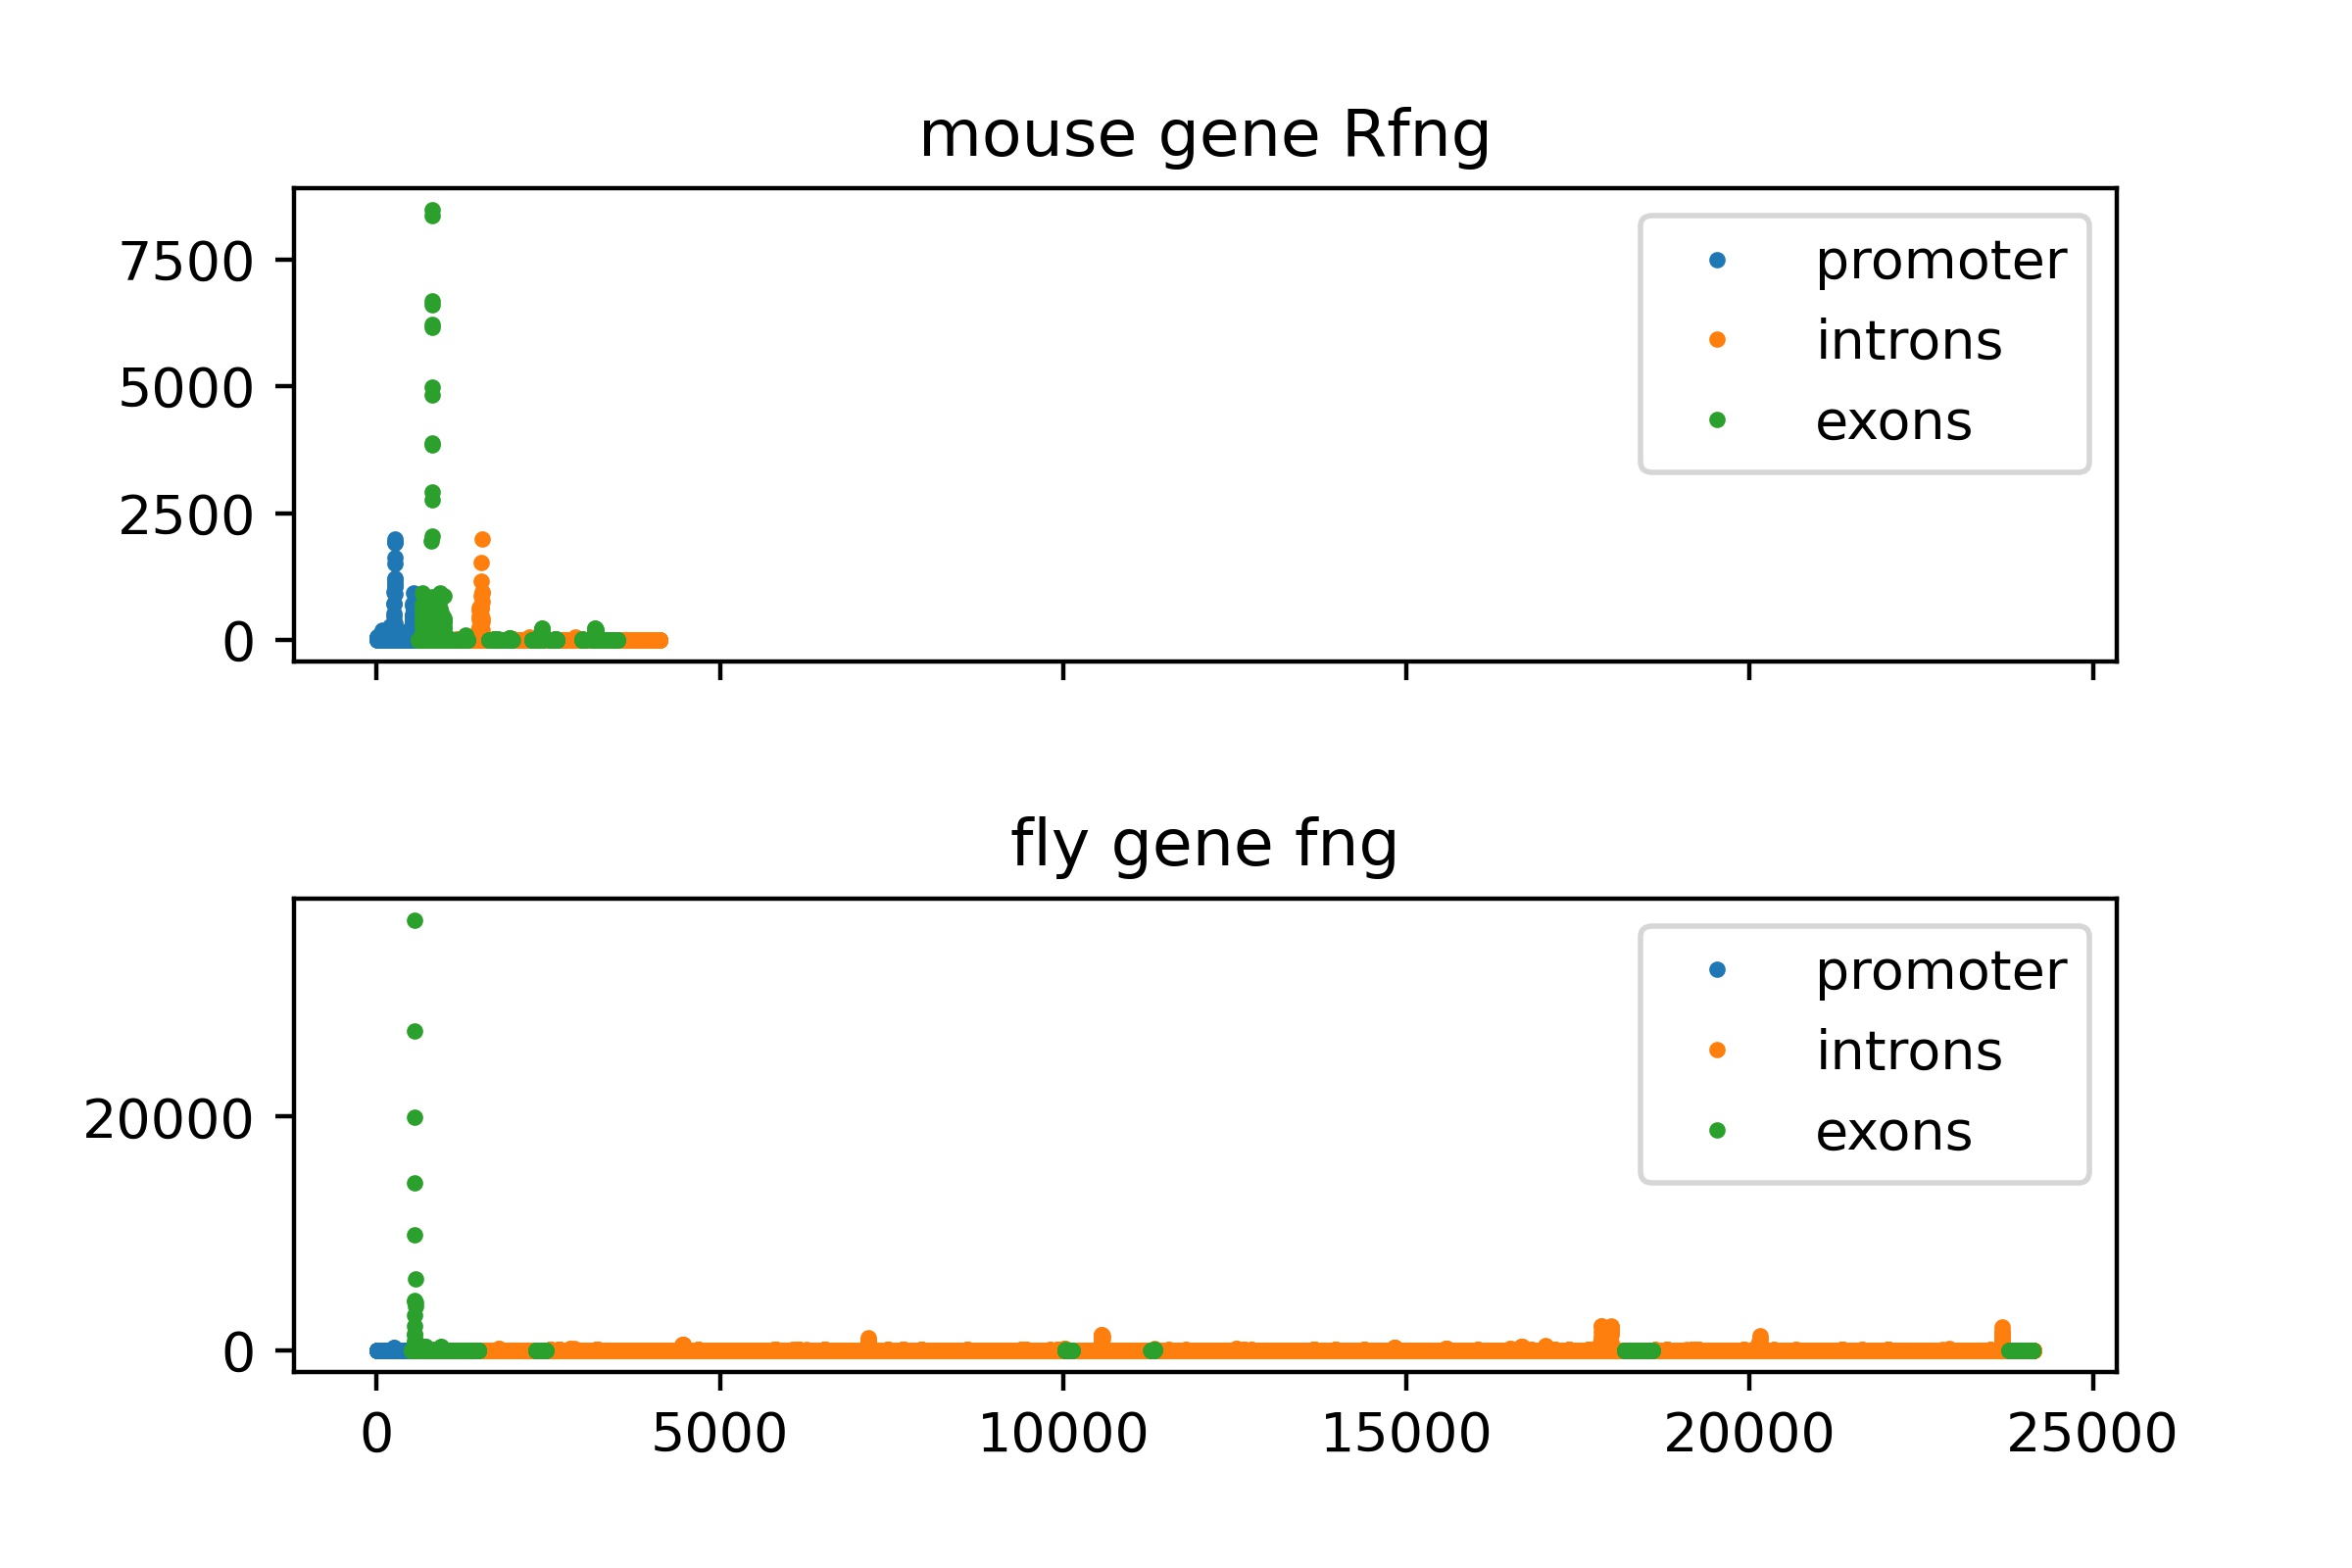 mouse gene Rfng
7500
5000
2500
0
promoter
introns
exons
fly gene fng
20000
0
promoter
introns
exons
0 5000 10000 15000 20000 25000